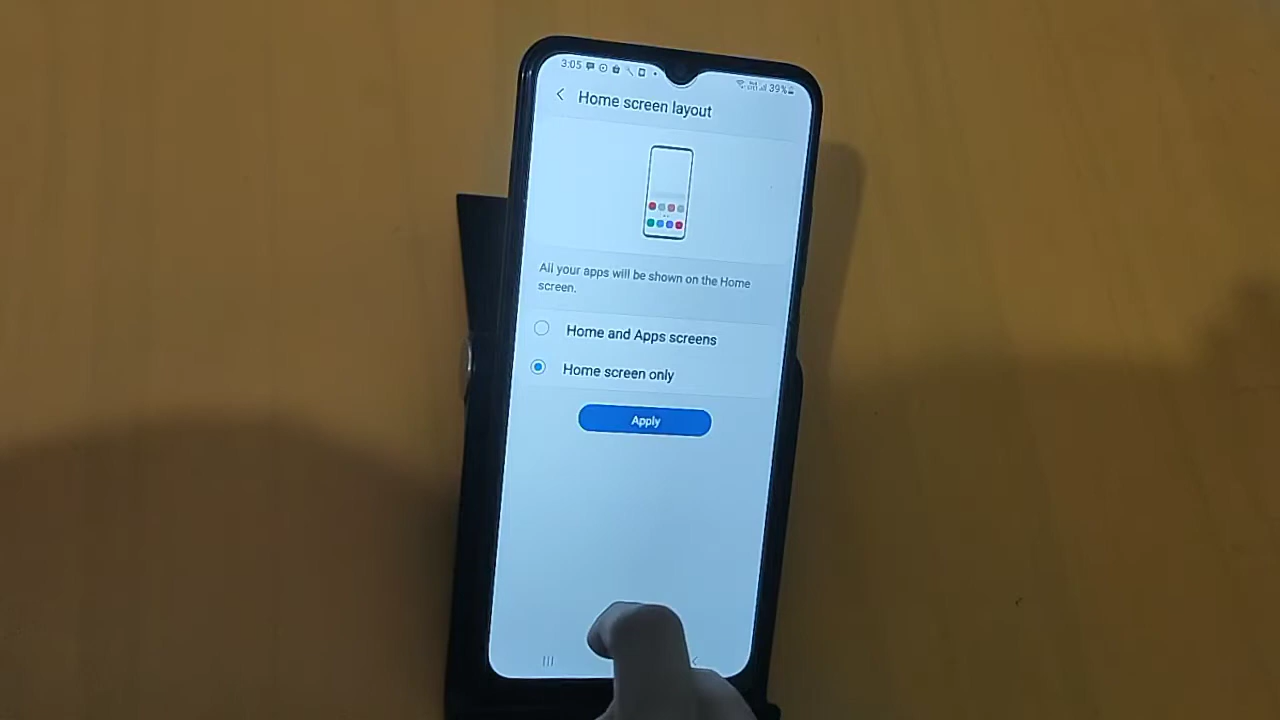 3:05
39%
Home screen layout
All your apps will be shown on the Home
screen.
Home and Apps screens
Home screen only
Apply